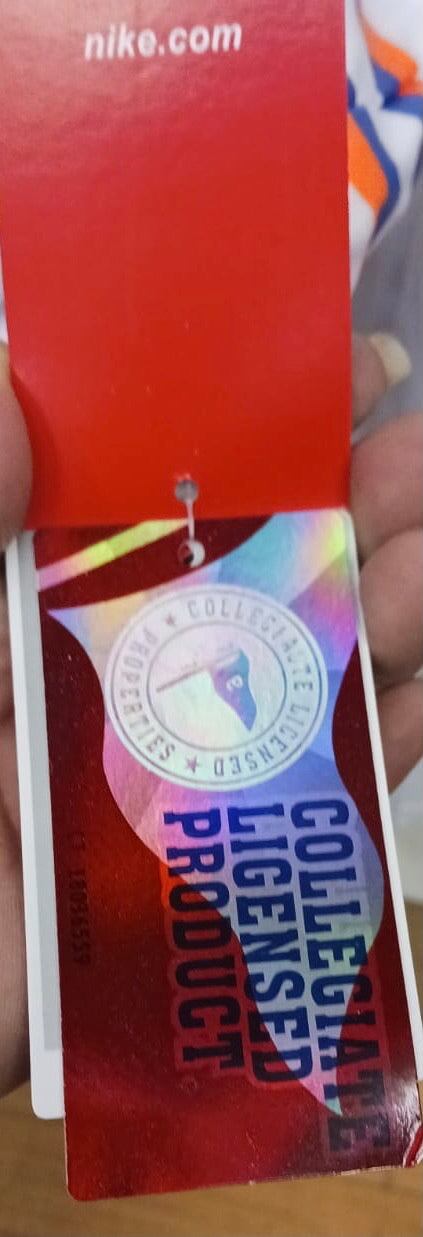 nike.com
★ COLLEGIATE LICENSED ★ PROPERTIES
COLLEGIATE
LICENSED
PRODUCT